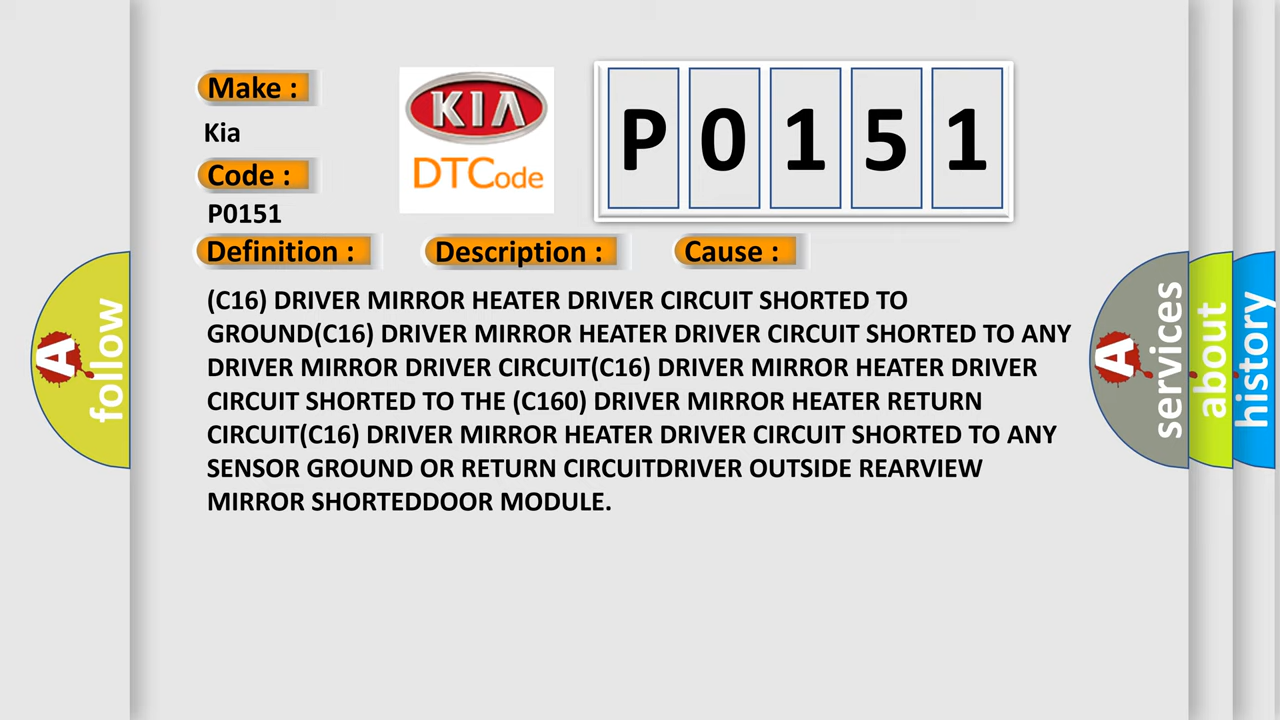 Make :
Kia
Code :
P0151
KIA
DTCode
P0151
Definition :
Description :
Cause :
(C16) DRIVER MIRROR HEATER DRIVER CIRCUIT SHORTED TO
GROUND(C16) DRIVER MIRROR HEATER DRIVER CIRCUIT SHORTED TO ANY
DRIVER MIRROR DRIVER CIRCUIT(C16) DRIVER MIRROR HEATER DRIVER
CIRCUIT SHORTED TO THE (C160) DRIVER MIRROR HEATER RETURN
CIRCUIT(C16) DRIVER MIRROR HEATER DRIVER CIRCUIT SHORTED TO ANY
SENSOR GROUND OR RETURN CIRCUITDRIVER OUTSIDE REARVIEW
MIRROR SHORTEDDOOR MODULE.
A follow
A services
about
history